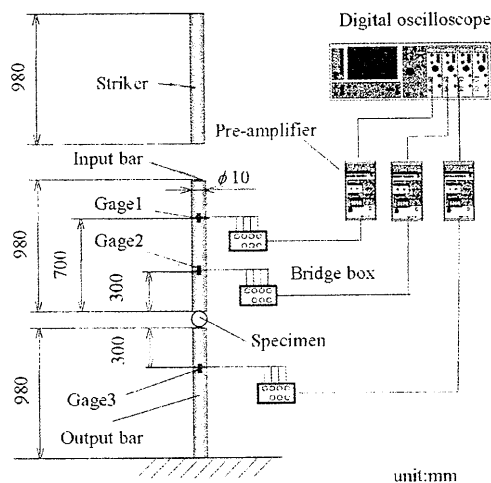 Digital oscilloscope
980
Striker
Pre-amplifier
Input bar
ϕ 10
Gage1
980
700
Gage2
300
Bridge box
Specimen
300
980
Gage3
Output bar
unit:mm